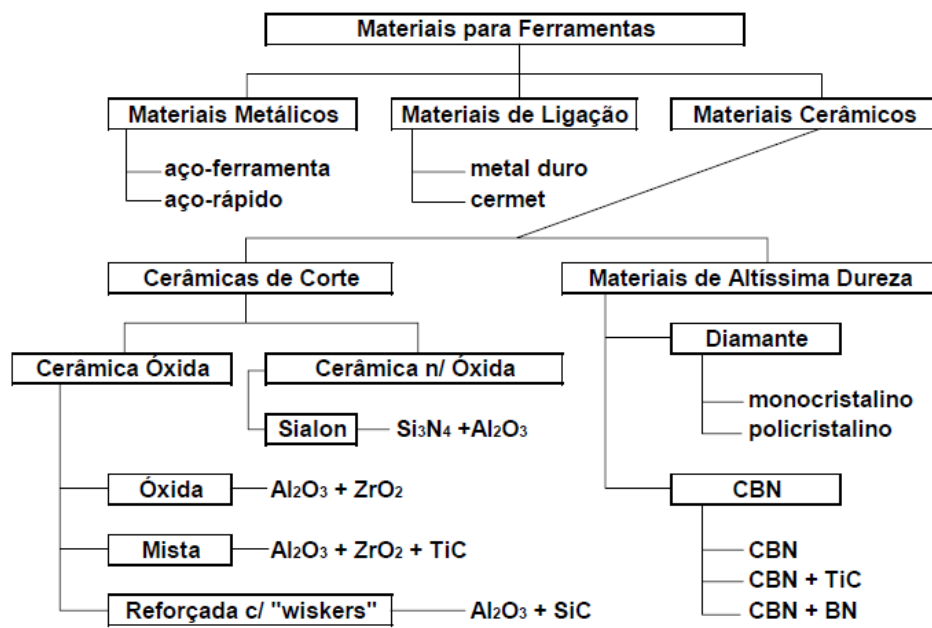 Materiais para Ferramentas
Materiais Metálicos
Materiais de Ligação
Materiais Cerâmicos
aço-ferramenta
aço-rápido
metal duro
cermet
Cerâmicas de Corte
Materiais de Altíssima Dureza
Cerâmica Óxida
Cerâmica n/ Óxida
Diamante
monocristalino
policristalino
Sialon
Si₃N₄ +Al₂O₃
Óxida
Al₂O₃ + ZrO₂
CBN
Mista
Al₂O₃ + ZrO₂ + TiC
CBN
CBN + TiC
CBN + BN
Reforçada c/ "wiskers"
Al₂O₃ + SiC